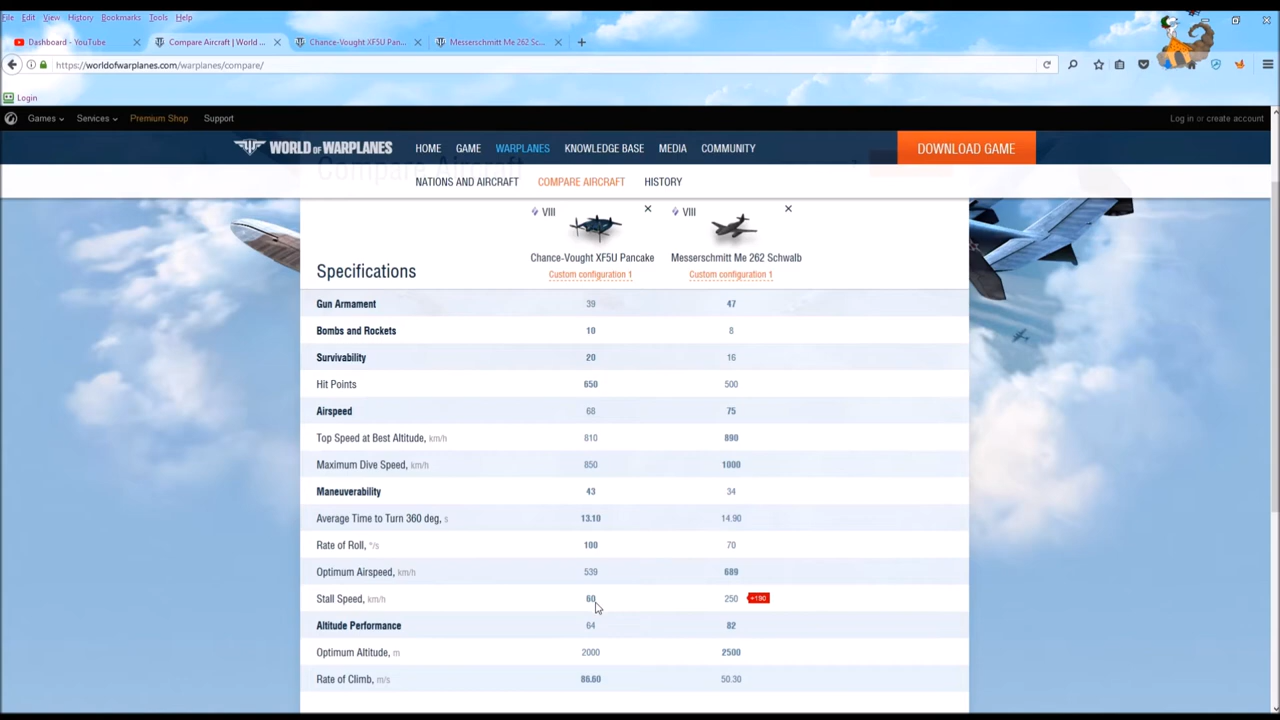 File Edit View History Bookmarks Tools Help
Dashboard - YouTube × Compare Aircraft | World ... × Chance-Vought XF5U Pan... × Messerschmitt Me 262 Sc... × +
https://worldofwarplanes.com/warplanes/compare/
Login
Games Services Premium Shop Support Log in or create account
WORLD OF WARPLANES HOME GAME WARPLANES KNOWLEDGE BASE MEDIA COMMUNITY DOWNLOAD GAME
Compare Aircraft
NATIONS AND AIRCRAFT COMPARE AIRCRAFT HISTORY
VIII × VIII ×
Chance-Vought XF5U Pancake Messerschmitt Me 262 Schwalb
Specifications Custom configuration 1 Custom configuration 1
Gun Armament 39 47
Bombs and Rockets 10 8
Survivability 20 16
Hit Points 650 500
Airspeed 68 75
Top Speed at Best Altitude, km/h 810 890
Maximum Dive Speed, km/h 850 1000
Maneuverability 43 34
Average Time to Turn 360 deg, s 13.10 14.90
Rate of Roll, °/s 100 70
Optimum Airspeed, km/h 539 689
Stall Speed, km/h 60 250 +190
Altitude Performance 64 82
Optimum Altitude, m 2000 2500
Rate of Climb, m/s 86.60 50.30